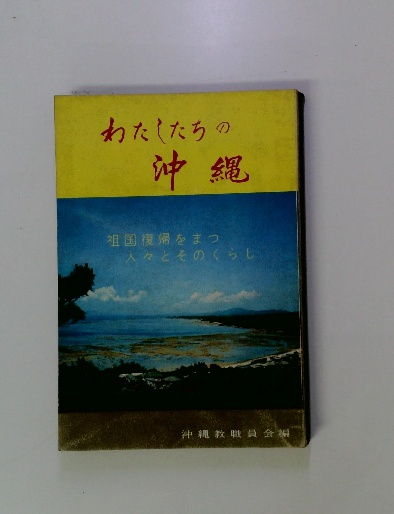 わたしたちの
沖縄
祖国復帰をまつ
人々とそのくらし
沖縄教職員会編